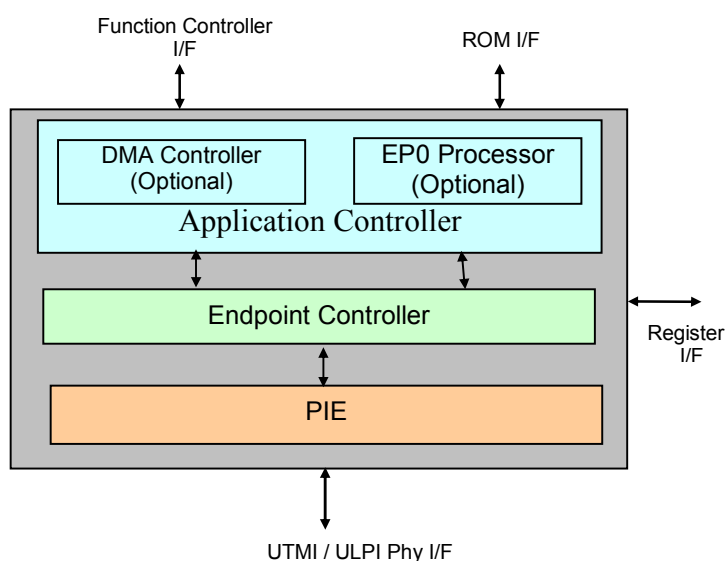 Function Controller
I/F
ROM I/F
DMA Controller
(Optional)
EP0 Processor
(Optional)
Application Controller
Endpoint Controller
Register
I/F
PIE
UTMI / ULPI Phy I/F